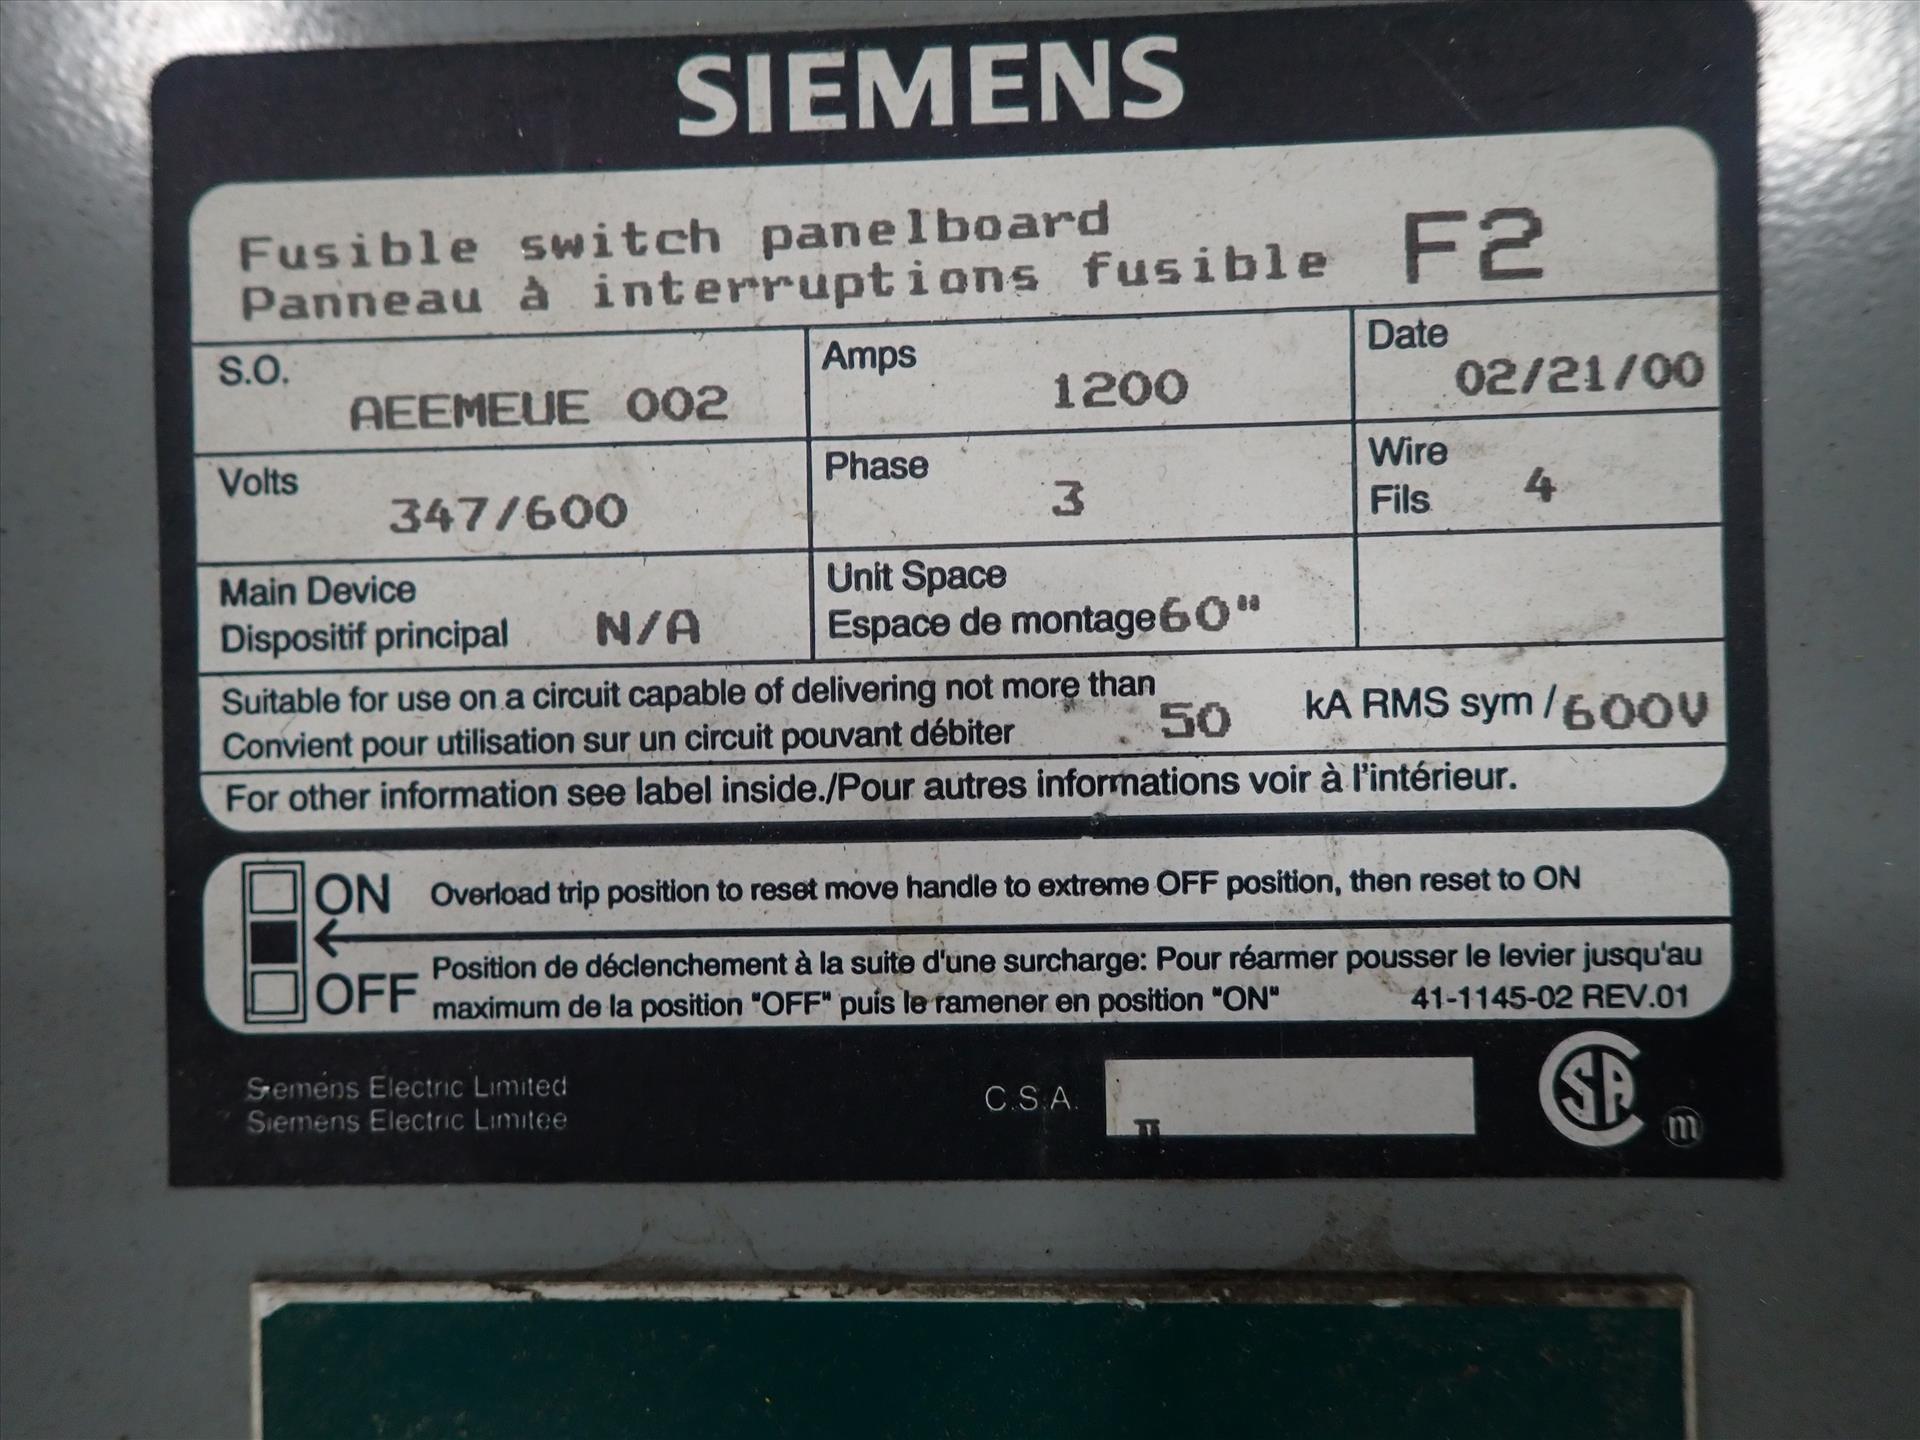 SIEMENS
Fusible switch panelboard
Panneau à interruptions fusible F2
S.O. AEEMEUE 002
Amps 1200
Date 02/21/00
Volts 347/600
Phase 3
Wire
Fils 4
Main Device
Dispositif principal N/A
Unit Space
Espace de montage 60"
Suitable for use on a circuit capable of delivering not more than
Convient pour utilisation sur un circuit pouvant débiter 50 kA RMS sym / 600V
For other information see label inside./Pour autres informations voir à l'intérieur.
ON Overload trip position to reset move handle to extreme OFF position, then reset to ON
OFF Position de déclenchement à la suite d'une surcharge: Pour réarmer pousser le levier jusqu'au
maximum de la position "OFF" puis le ramener en position "ON" 41-1145-02 REV.01
Siemens Electric Limited
Siemens Electric Limitee
C.S.A.
SA
m